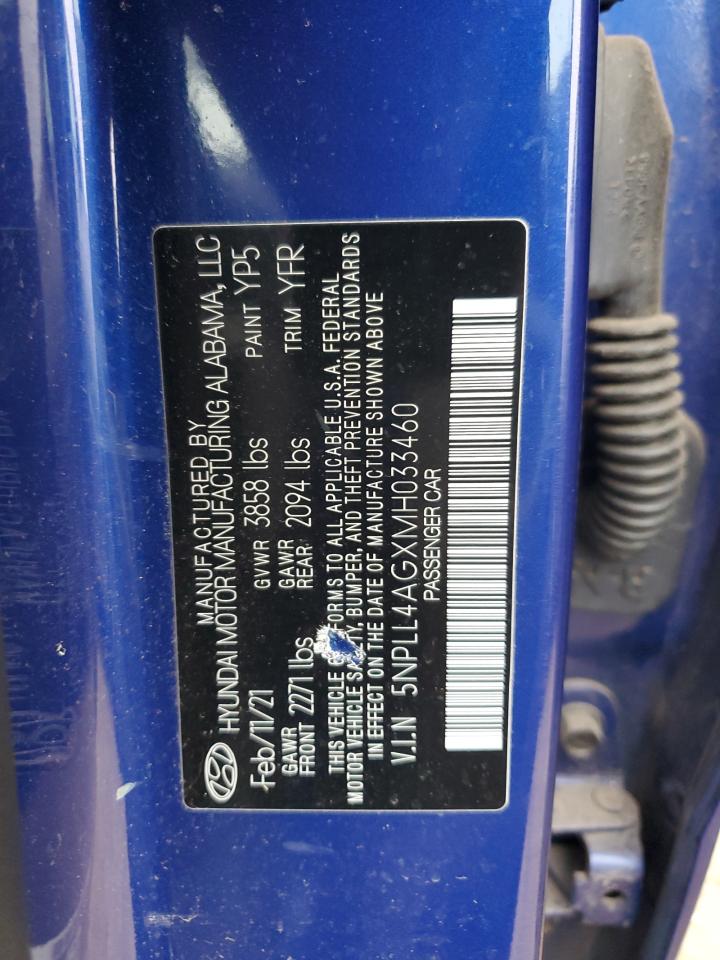 MANUFACTURED BY
HYUNDAI MOTOR MANUFACTURING ALABAMA, LLC
Feb/11/21 GVWR 3858 lbs PAINT YP5
GAWR FRONT 2271 lbs GAWR REAR 2094 lbs TRIM YFR
THIS VEHICLE FORMS TO ALL APPLICABLE U.S.A. FEDERAL
MOTOR VEHICLE BUMPER, AND THEFT PREVENTION STANDARDS
IN EFFECT ON THE DATE OF MANUFACTURE SHOWN ABOVE
V.I.N 5NPLL4AGXMH033460
PASSENGER CAR